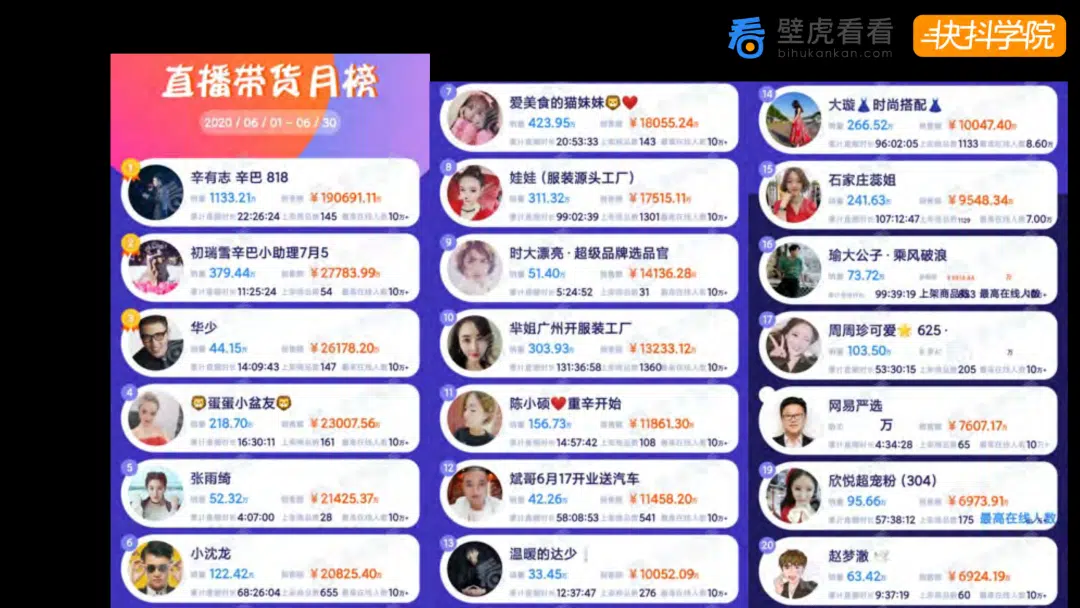 看 壁虎看看
bihukankan.com
快抖学院
直播带货月榜
2020 / 06 / 01 - 06 / 30
1
辛有志 辛巴 818
销量 1133.21万 销售额 ¥190691.11万
累计直播时长 22:26:24 上架商品数 145 最高在线人数 10万+
2
初瑞雪辛巴小助理7月5
销量 379.44万 销售额 ¥27783.99万
累计直播时长 11:25:24 上架商品数 54 最高在线人数 10万+
3
华少
销量 44.15万 销售额 ¥26178.20万
累计直播时长 14:09:43 上架商品数 147 最高在线人数 10万+
4
🦁蛋蛋小盆友🦁
销量 218.70万 销售额 ¥23007.56万
累计直播时长 16:30:11 上架商品数 161 最高在线人数 10万+
5
张雨绮
销量 52.32万 销售额 ¥21425.37万
累计直播时长 4:07:00 上架商品数 28 最高在线人数 10万+
6
小沈龙
销量 122.42万 销售额 ¥20825.40万
累计直播时长 68:26:04 上架商品数 655 最高在线人数 10万+
7
爱美食的猫妹妹🦁❤️
销量 423.95万 销售额 ¥18055.24万
累计直播时长 20:53:33 上架商品数 143 最高在线人数 10万+
8
娃娃（服装源头工厂）
销量 311.32万 销售额 ¥17515.11万
累计直播时长 99:02:39 上架商品数 1301 最高在线人数 10万+
9
时大漂亮 · 超级品牌选品官
销量 51.40万 销售额 ¥14136.28万
累计直播时长 5:24:52 上架商品数 31 最高在线人数 10万+
10
芈姐广州开服装工厂
销量 303.93万 销售额 ¥13233.12万
累计直播时长 131:36:58 上架商品数 1360 最高在线人数 10万+
11
陈小硕❤️重辛开始
销量 156.73万 销售额 ¥11861.30万
累计直播时长 14:57:42 上架商品数 108 最高在线人数 10万+
12
斌哥6月17开业送汽车
销量 42.26万 销售额 ¥11458.20万
累计直播时长 58:08:53 上架商品数 541 最高在线人数 10万+
13
温暖的达少
销量 33.45万 销售额 ¥10052.09万
累计直播时长 12:37:47 上架商品数 276 最高在线人数 10万+
14
大璇👗时尚搭配👗
销量 266.52万 销售额 ¥10047.40万
累计直播时长 96:02:05 上架商品数 1133 最高在线人数 8.60万
15
石家庄蕊姐
销量 241.63万 销售额 ¥9548.34万
累计直播时长 107:12:47 上架商品数 1129 最高在线人数 7.00万
16
瑜大公子 · 乘风破浪
销量 73.72万 万
累计直播时长 99:39:19 上架商品数 最高在线人数
17
周周珍可爱⭐ 625 ·
销量 103.50万 万
累计直播时长 53:30:15 上架商品数 205 最高在线人数 10万+
网易严选
万 销售额 ¥7607.17万
累计直播时长 4:34:28 上架商品数 65 最高在线人数 10万+
19
欣悦超宠粉（304）
销量 95.66万 销售额 ¥6973.91万
累计直播时长 57:38:12 上架商品数 175 最高在线人数
20
赵梦澈
销量 63.42万 销售额 ¥6924.19万
累计直播时长 9:37:19 上架商品数 60 最高在线人数 10万+